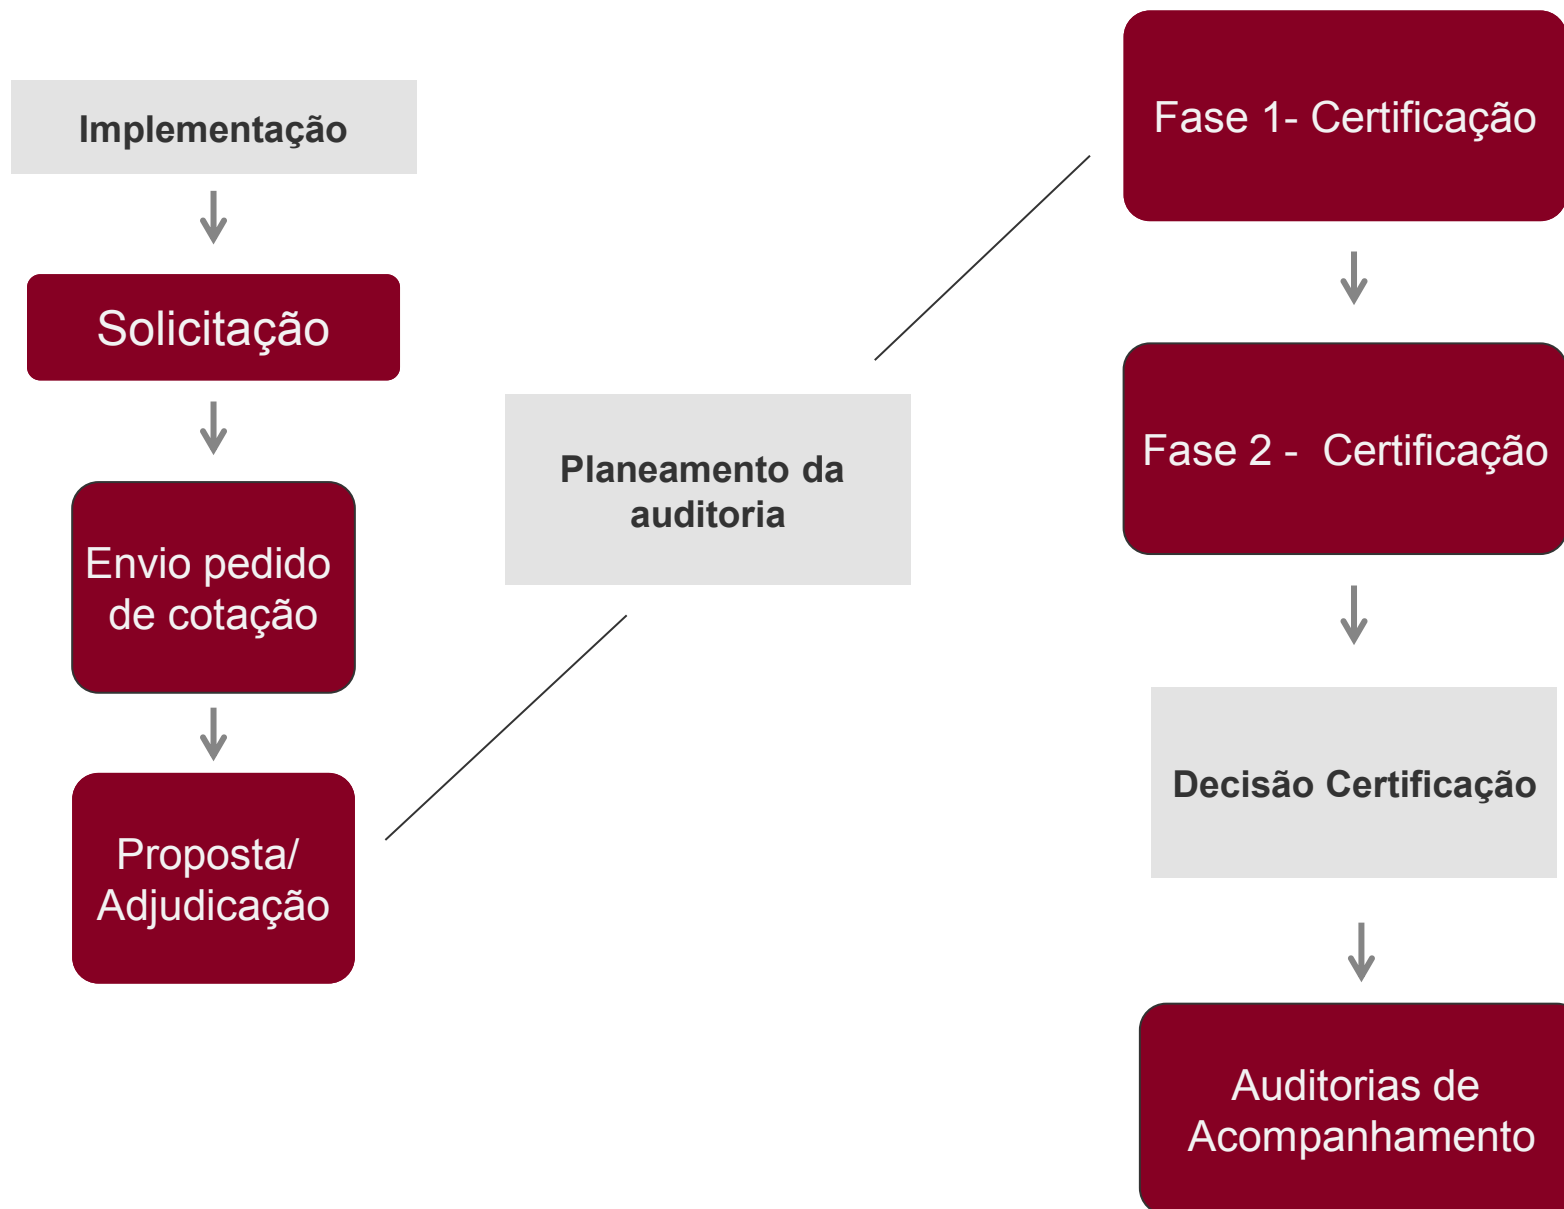 Implementação
Solicitação
Envio pedido
de cotação
Proposta/
Adjudicação
Planeamento da
auditoria
Fase 1- Certificação
Fase 2 -  Certificação
Decisão Certificação
Auditorias de
Acompanhamento